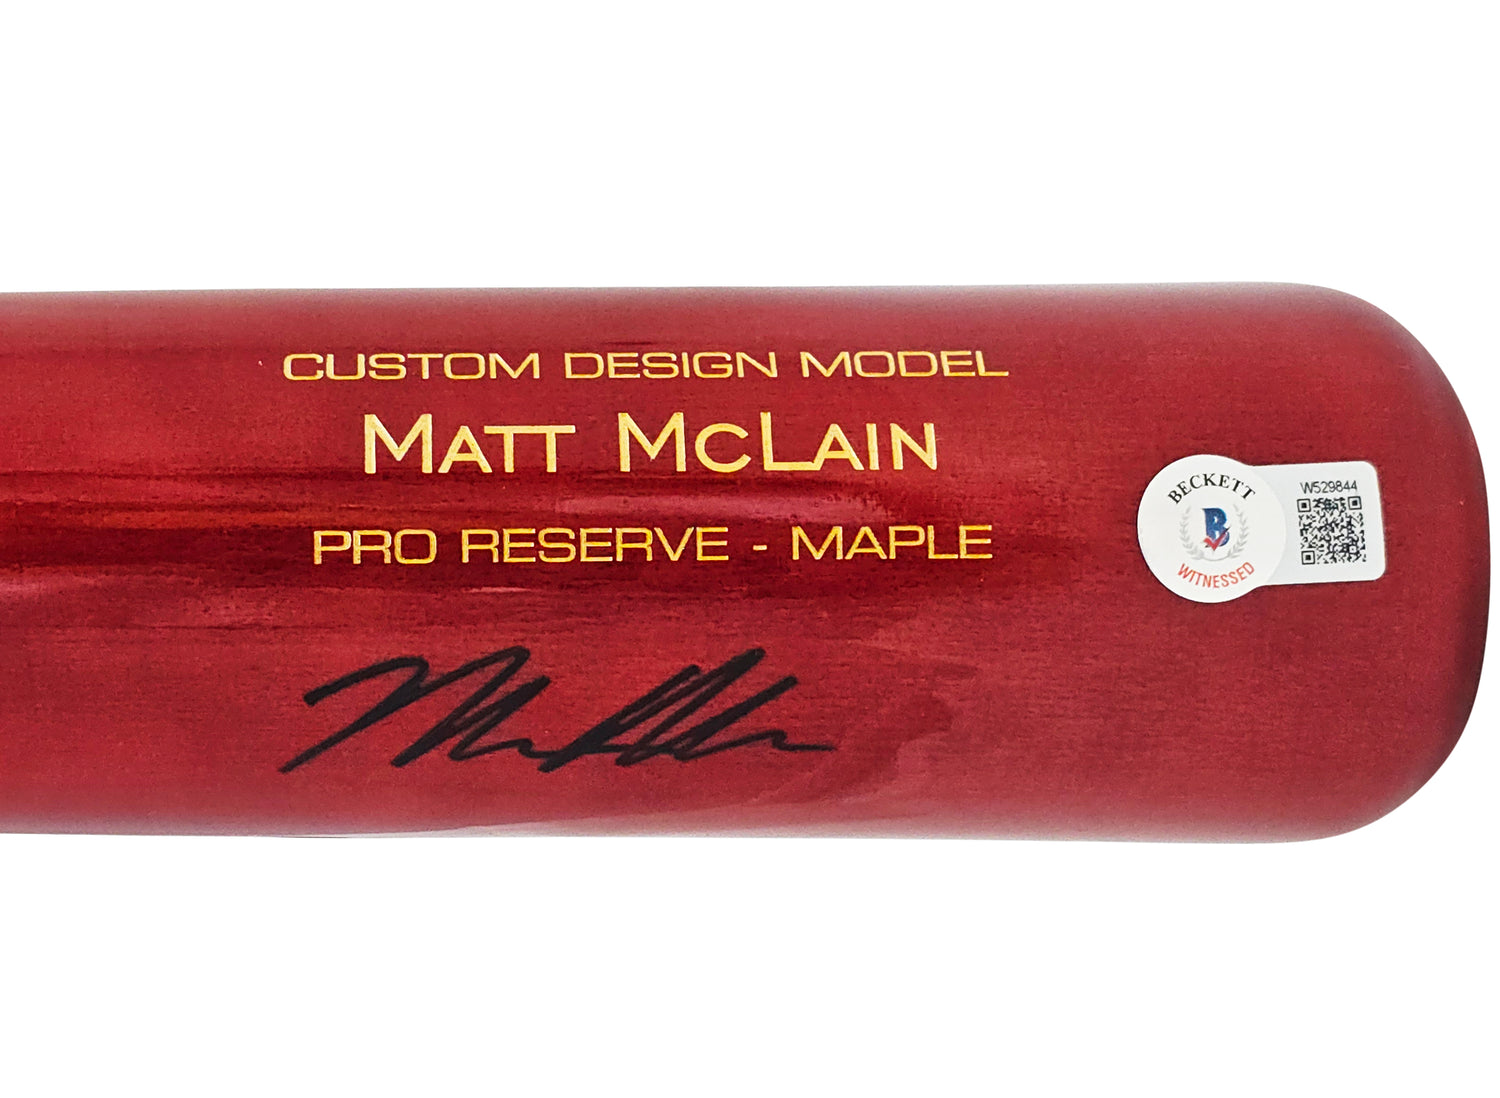 CUSTOM DESIGN MODEL
MATT MCLAIN
PRO RESERVE - MAPLE
BECKETT
B
WITNESSED
W529844